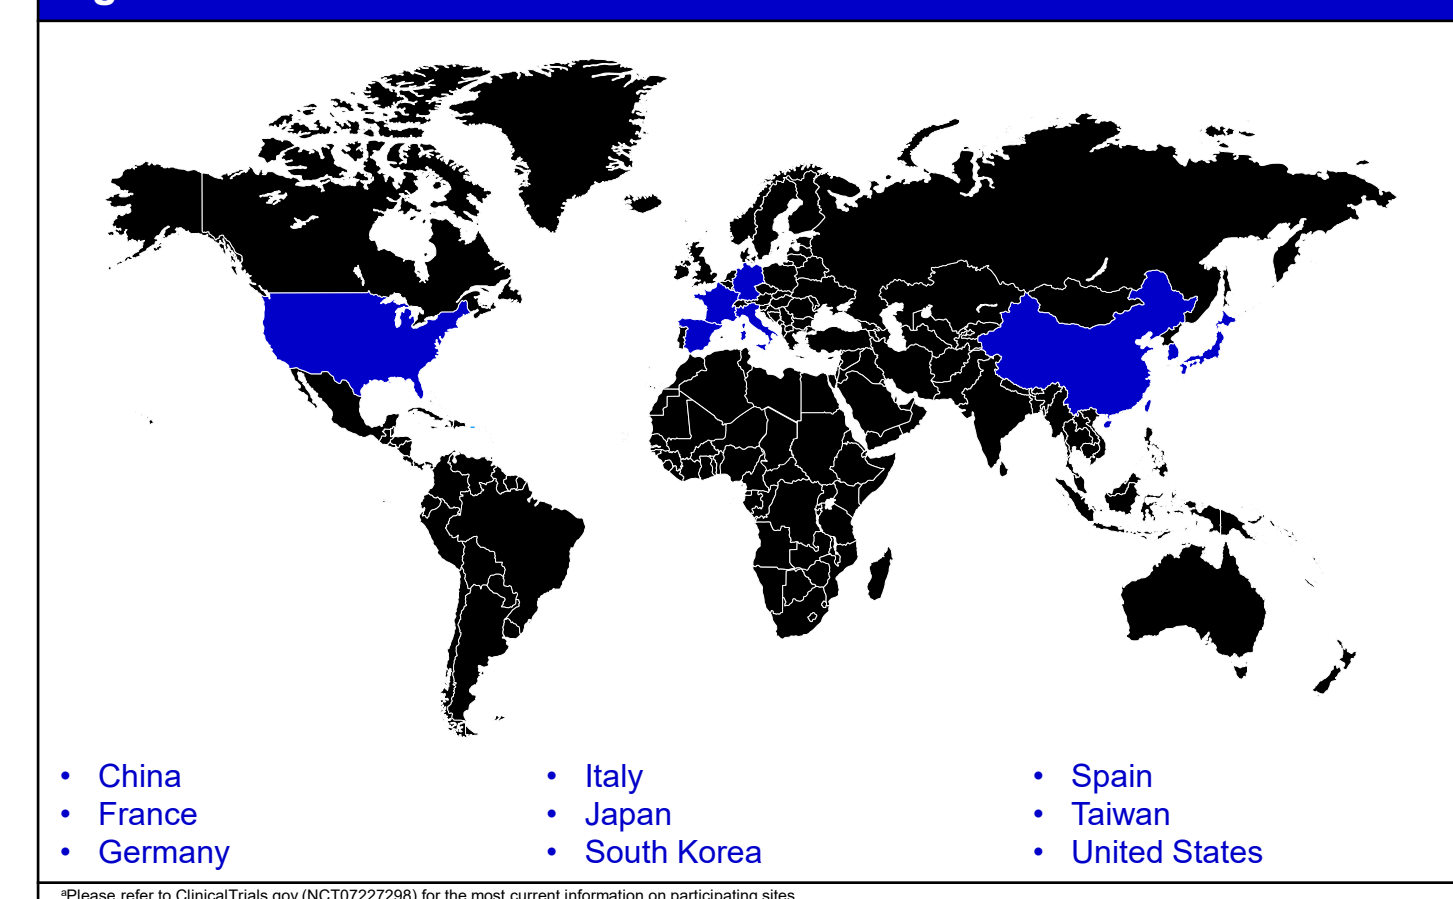 • China
• France
• Germany
• Italy
• Japan
• South Korea
• Spain
• Taiwan
• United States
ᵃPlease refer to ClinicalTrials.gov (NCT07227298) for the most current information on participating sites.